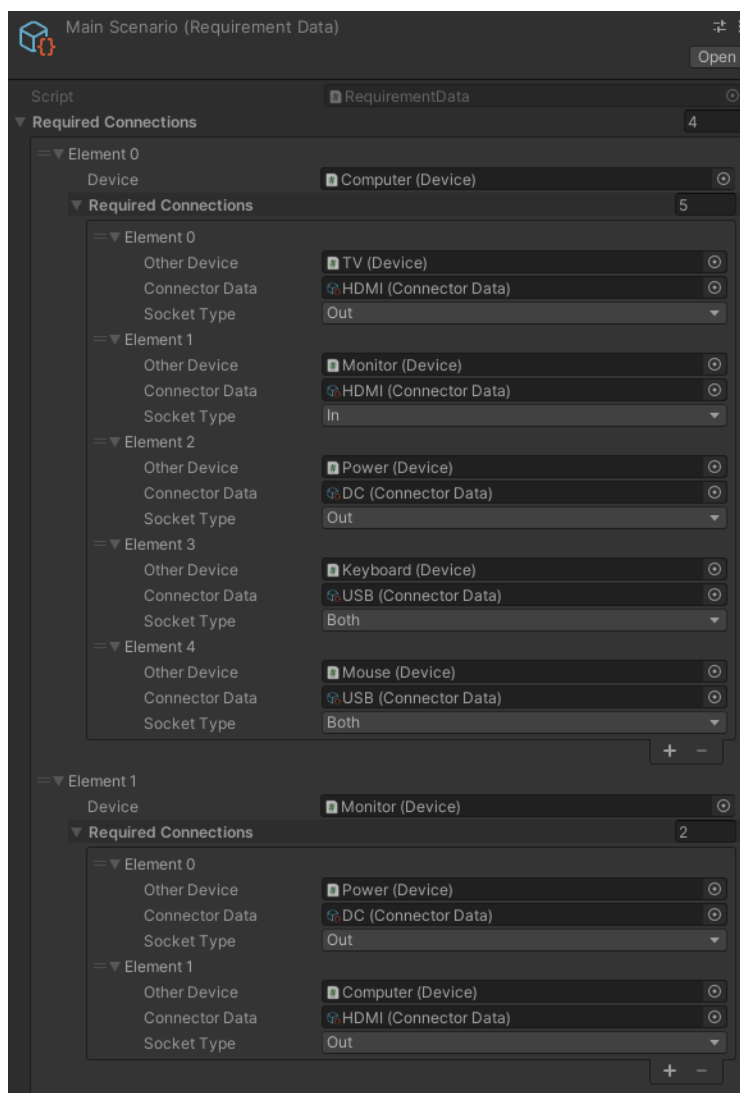 Main Scenario (Requirement Data)
Open
Script RequirementData
Required Connections 4
Element 0
Device Computer (Device)
Required Connections 5
Element 0
Other Device TV (Device)
Connector Data HDMI (Connector Data)
Socket Type Out
Element 1
Other Device Monitor (Device)
Connector Data HDMI (Connector Data)
Socket Type In
Element 2
Other Device Power (Device)
Connector Data DC (Connector Data)
Socket Type Out
Element 3
Other Device Keyboard (Device)
Connector Data USB (Connector Data)
Socket Type Both
Element 4
Other Device Mouse (Device)
Connector Data USB (Connector Data)
Socket Type Both
Element 1
Device Monitor (Device)
Required Connections 2
Element 0
Other Device Power (Device)
Connector Data DC (Connector Data)
Socket Type Out
Element 1
Other Device Computer (Device)
Connector Data HDMI (Connector Data)
Socket Type Out